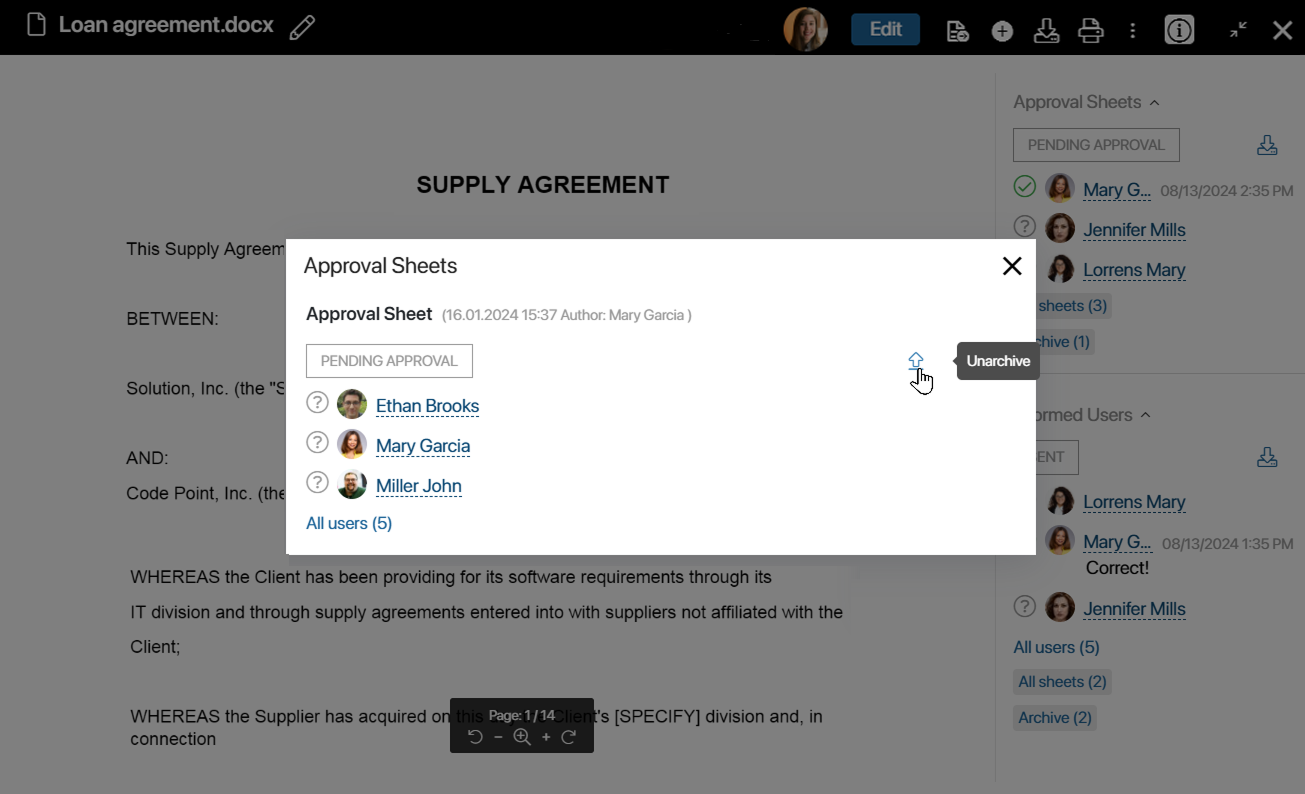 Loan agreement.docx
Edit
Approval Sheets
PENDING APPROVAL
Mary G... 08/13/2024 2:35 PM
Jennifer Mills
Lorrens Mary
sheets (3)
hive (1)
SUPPLY AGREEMENT
This Supply Agreem
BETWEEN:
Solution, Inc. (the "S
AND:
Code Point, Inc. (the
Approval Sheets
Approval Sheet (16.01.2024 15:37 Author: Mary Garcia )
PENDING APPROVAL
Unarchive
Ethan Brooks
Mary Garcia
Miller John
All users (5)
ormed Users
ENT
Lorrens Mary
Mary G... 08/13/2024 1:35 PM
Correct!
Jennifer Mills
All users (5)
All sheets (2)
Archive (2)
WHEREAS the Client has been providing for its software requirements through its
IT division and through supply agreements entered into with suppliers not affiliated with the
Client;
WHEREAS the Supplier has acquired on this day the Client's [SPECIFY] division and, in
connection
Page: 1 / 14